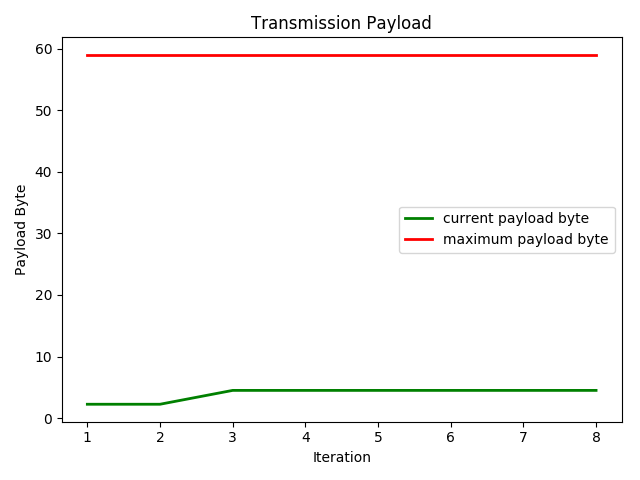 Transmission Payload
60
50
40
30
20
10
0
Payload Byte
current payload byte
maximum payload byte
1 2 3 4 5 6 7 8
Iteration